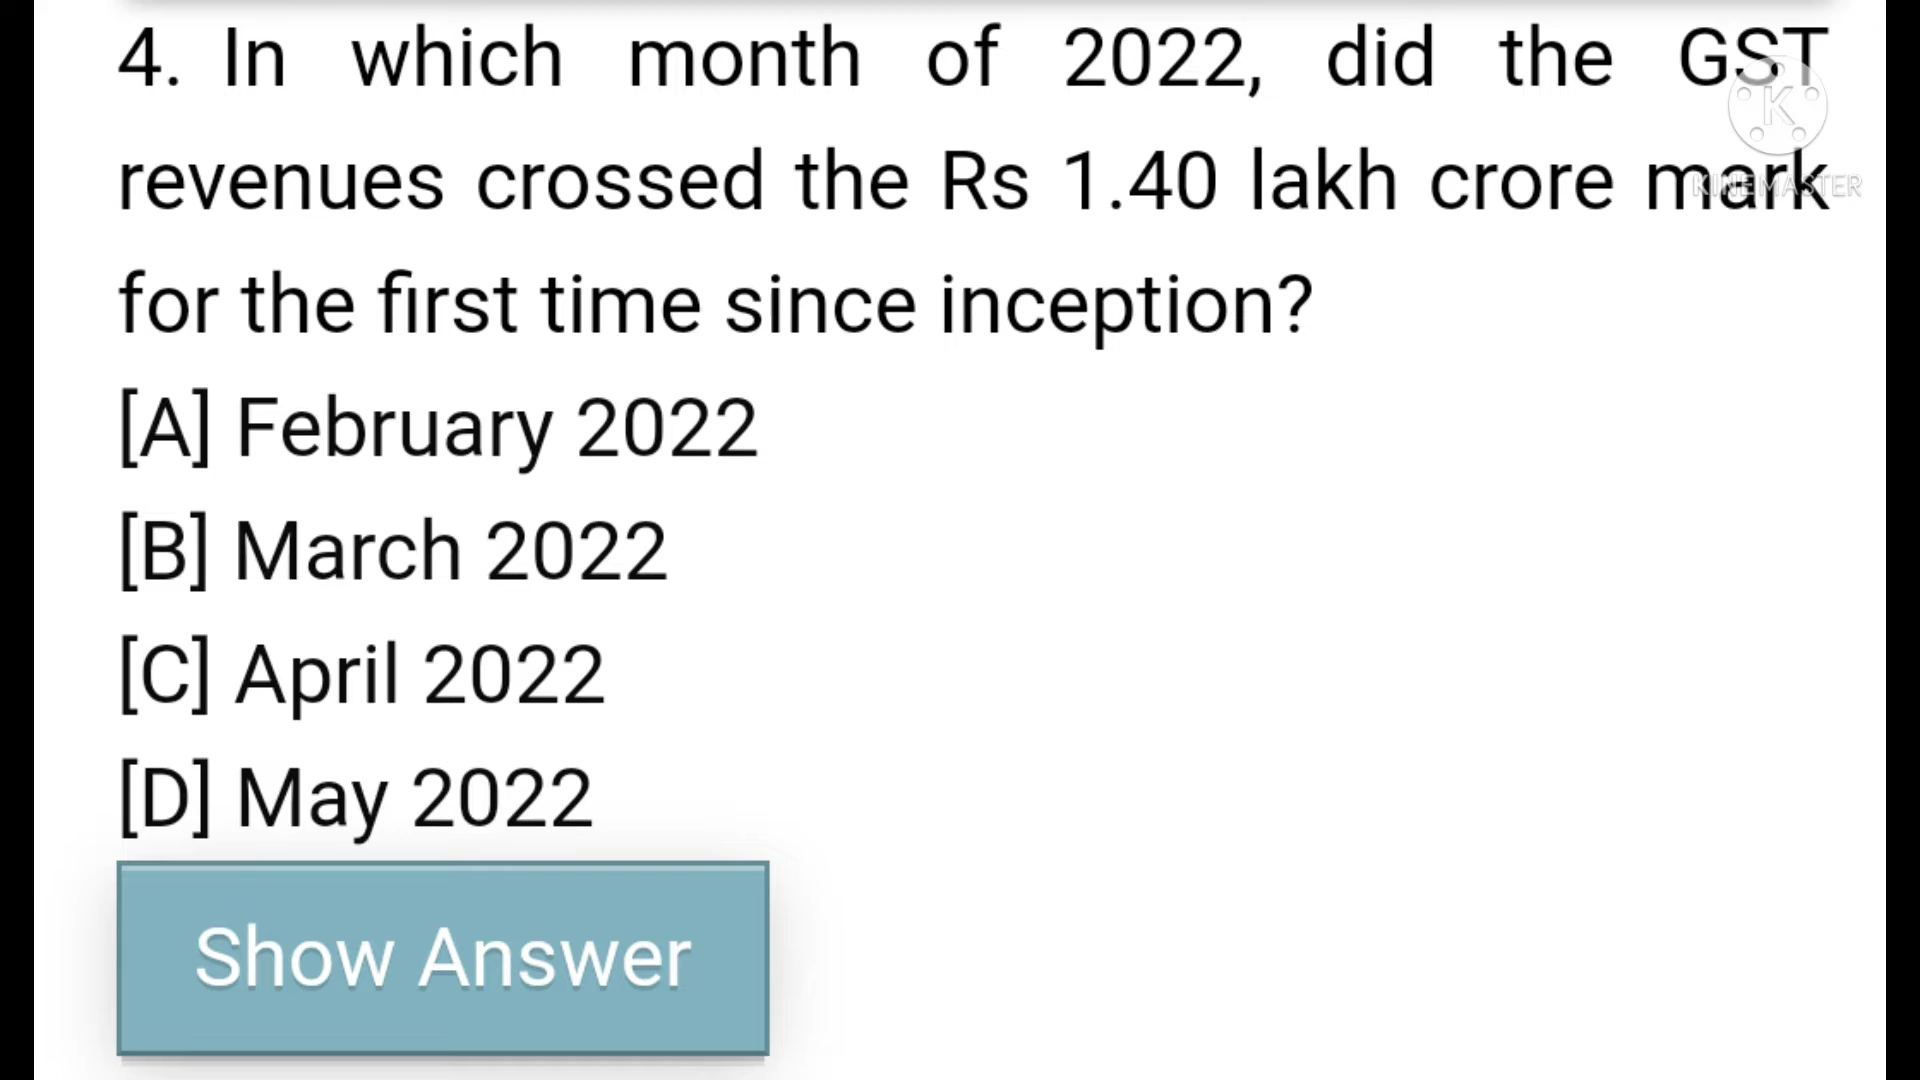 4. In which month of 2022, did the GST
revenues crossed the Rs 1.40 lakh crore mark
for the first time since inception?
[A] February 2022
[B] March 2022
[C] April 2022
[D] May 2022
Show Answer
K
KINEMASTER